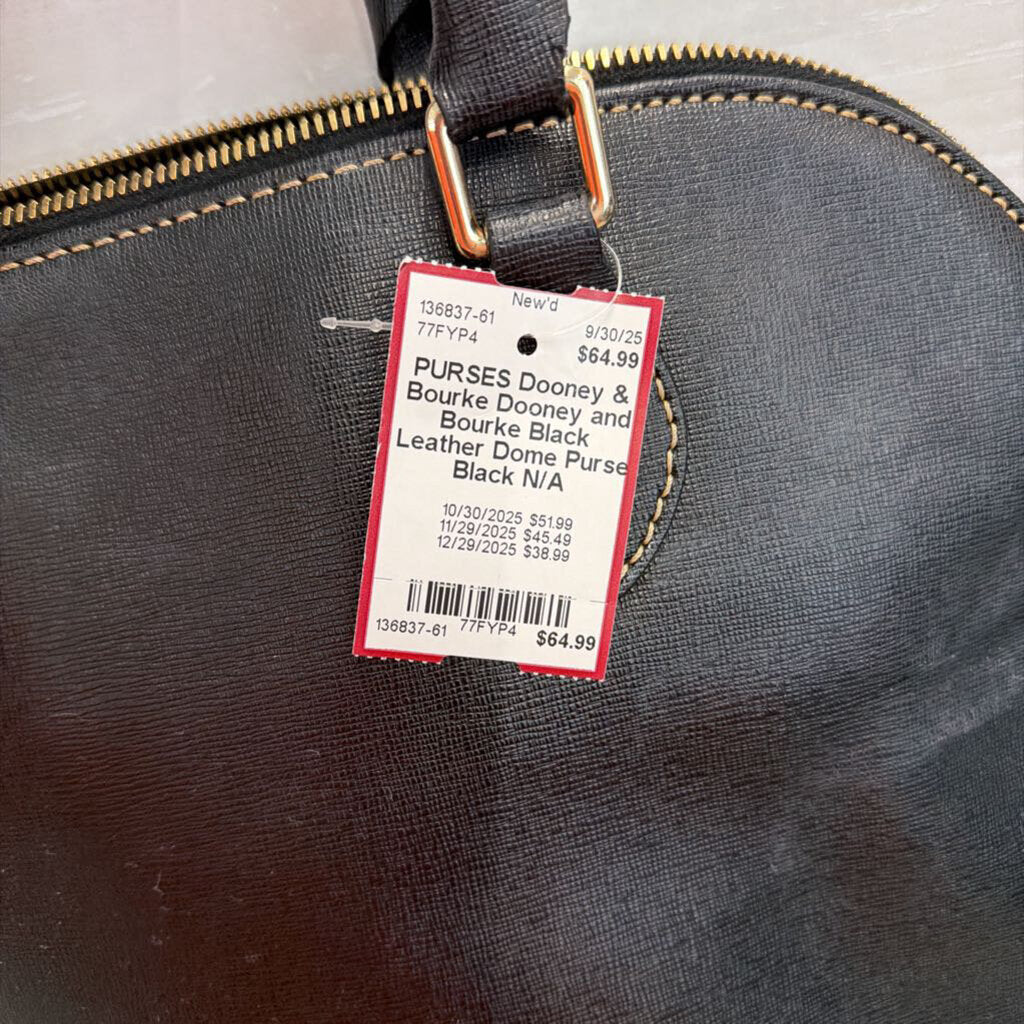 New'd
136837-61 9/30/25
77FYP4 $64.99
PURSES Dooney &
Bourke Dooney and
Bourke Black
Leather Dome Purse
Black N/A
10/30/2025 $51.99
11/29/2025 $45.49
12/29/2025 $38.99
136837-61 77FYP4 $64.99